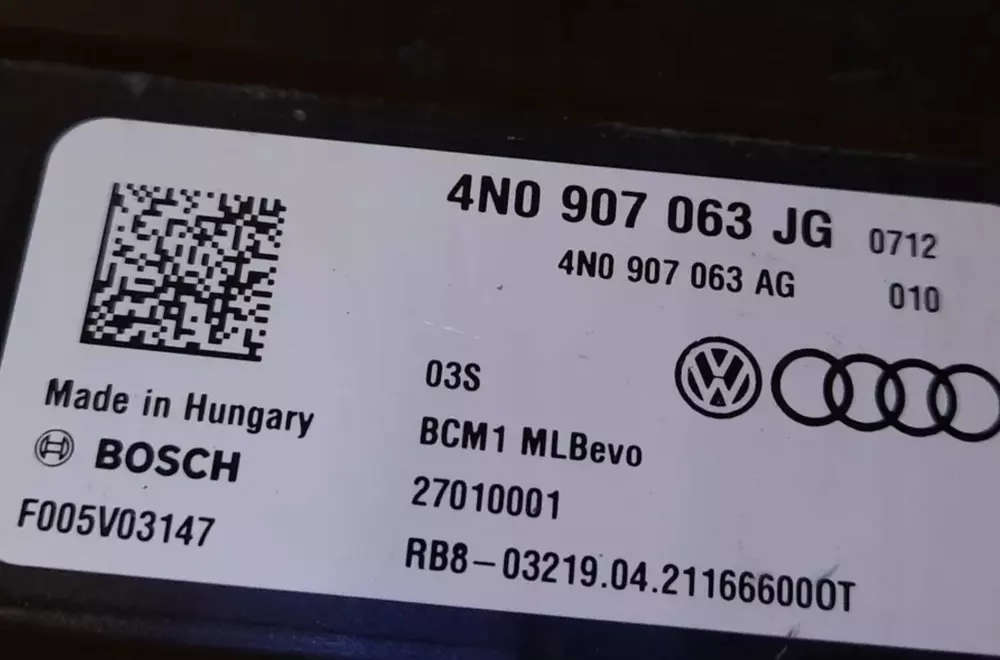 4N0 907 063 JG 0712
4N0 907 063 AG 010
03S
BCM1 MLBevo
27010001
RB8-03219.04.2116660OOT
Made in Hungary
BOSCH
F005V03147